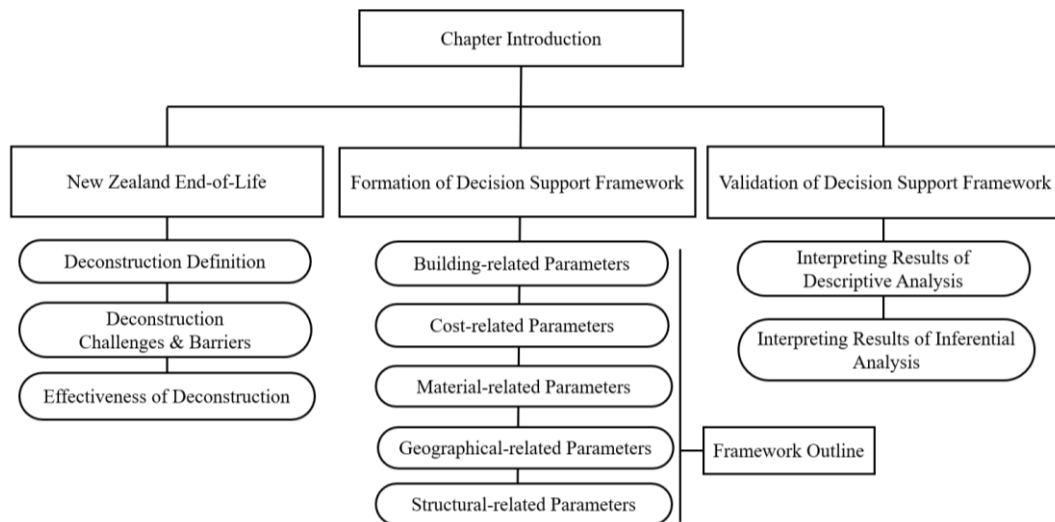 Chapter Introduction
New Zealand End-of-Life
Deconstruction Definition
Deconstruction
Challenges & Barriers
Effectiveness of Deconstruction
Formation of Decision Support Framework
Building-related Parameters
Cost-related Parameters
Material-related Parameters
Geographical-related Parameters
Structural-related Parameters
Framework Outline
Validation of Decision Support Framework
Interpreting Results of
Descriptive Analysis
Interpreting Results of Inferential
Analysis